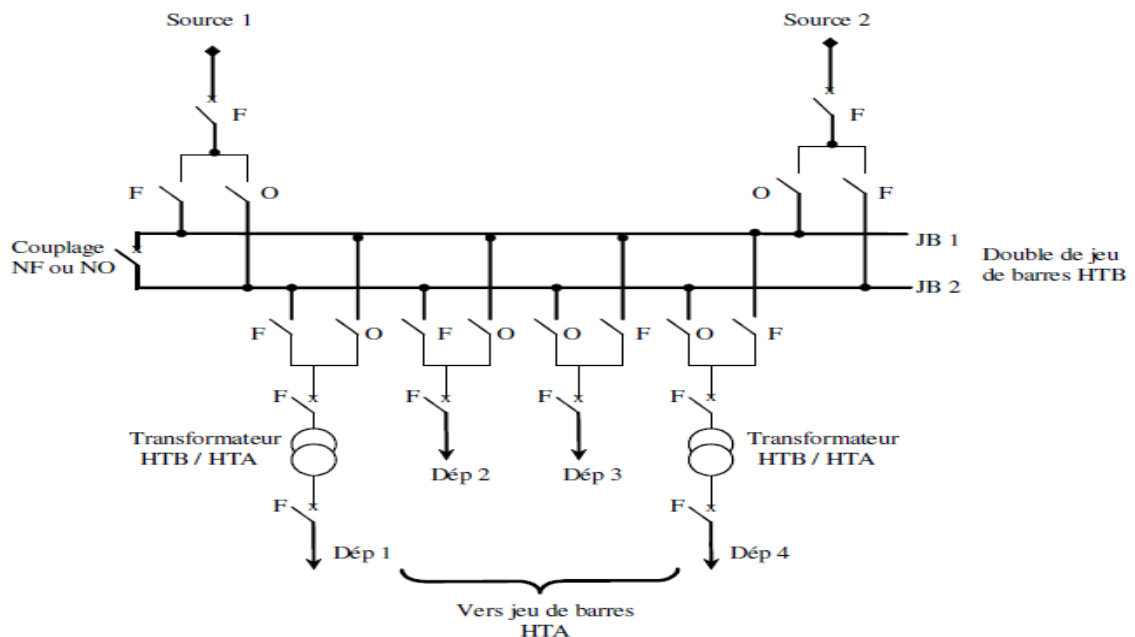 Source 1
Source 2
F
F
F
O
O
F
Couplage
NF ou NO
JB 1
Double de jeu
de barres HTB
JB 2
F
O
F
O
O
F
O
F
F
F
F
F
Transformateur
HTB / HTA
Transformateur
HTB / HTA
Dép 2
Dép 3
F
F
Dép 1
Dép 4
Vers jeu de barres
HTA